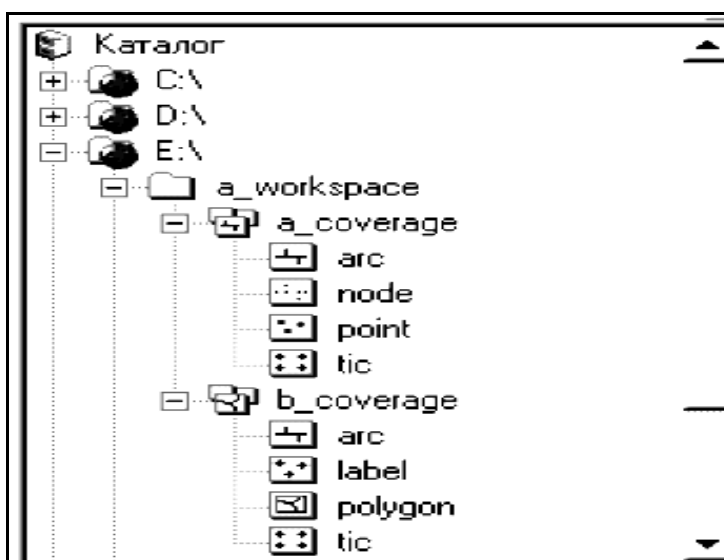 Каталог
C:\
D:\
E:\
a_workspace
a_coverage
arc
node
point
tic
b_coverage
arc
label
polygon
tic